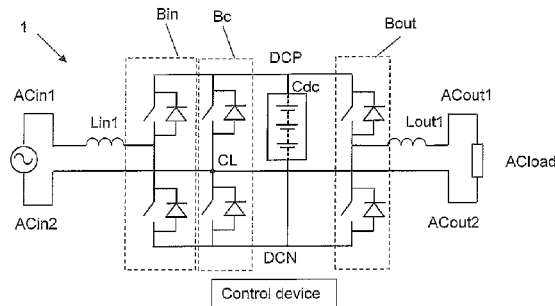 1
Bin
Bc
Bout
DCP
Cdc
ACin1
Lin1
CL
Lout1
ACout1
ACload
ACin2
ACout2
DCN
Control device